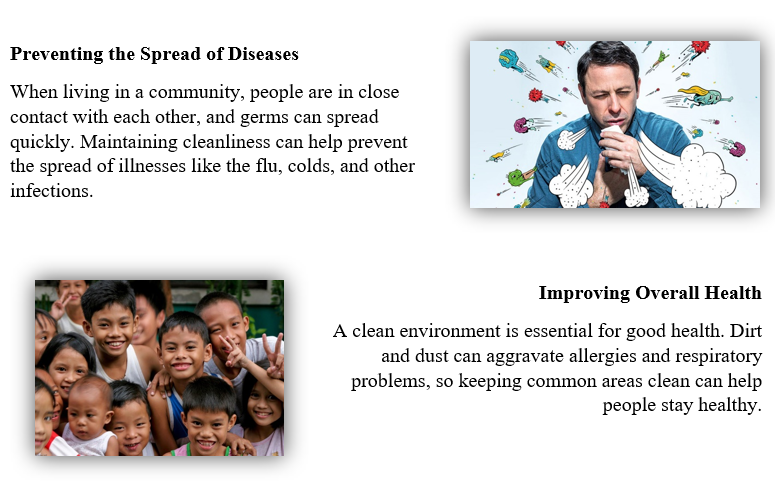 Preventing the Spread of Diseases
When living in a community, people are in close
contact with each other, and germs can spread
quickly. Maintaining cleanliness can help prevent
the spread of illnesses like the flu, colds, and other
infections.
Improving Overall Health
A clean environment is essential for good health. Dirt
and dust can aggravate allergies and respiratory
problems, so keeping common areas clean can help
people stay healthy.